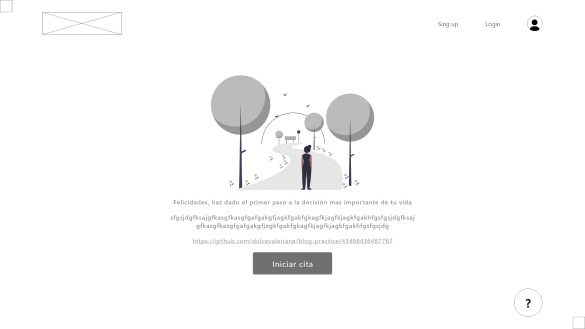 Sing up
Login
Felicidades, haz dado el primer paso a la decisión mas importante de tu vida
sfgsjdgfksajgfkasgfkasgfgafgakgfjagkfgakfgkagfkjagfkjagkfgakhfgsfgsjdgfksaj
gfkasgfkasgfgafgakgfjagkfgakfgkagfkjagfkjagkfgakhfgsfgsjdg
https://github.com/dulcevaleriana/blog-practice/43466436467767
Iniciar cita
?